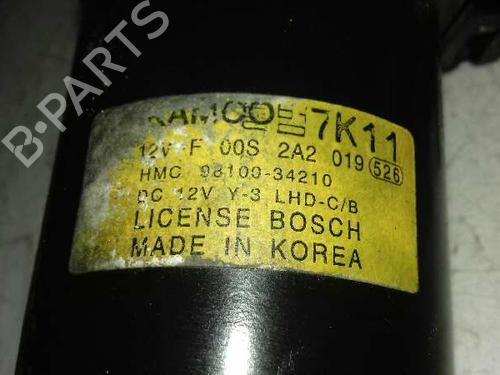 KAMCO 7K11
12V F 00S 2A2 019 526
HMC 98100-34210
DC 12V Y-3 LHD-C/B
LICENSE BOSCH
MADE IN KOREA
B-PARTS